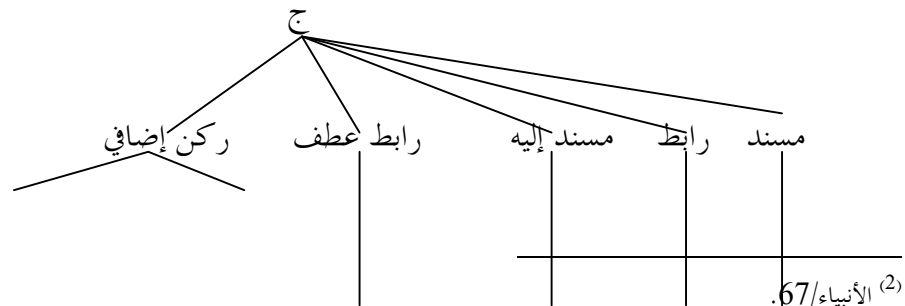 ج
مسند رابط مسند إليه رابط عطف ركن إضافي
(2) الأنبياء/67.